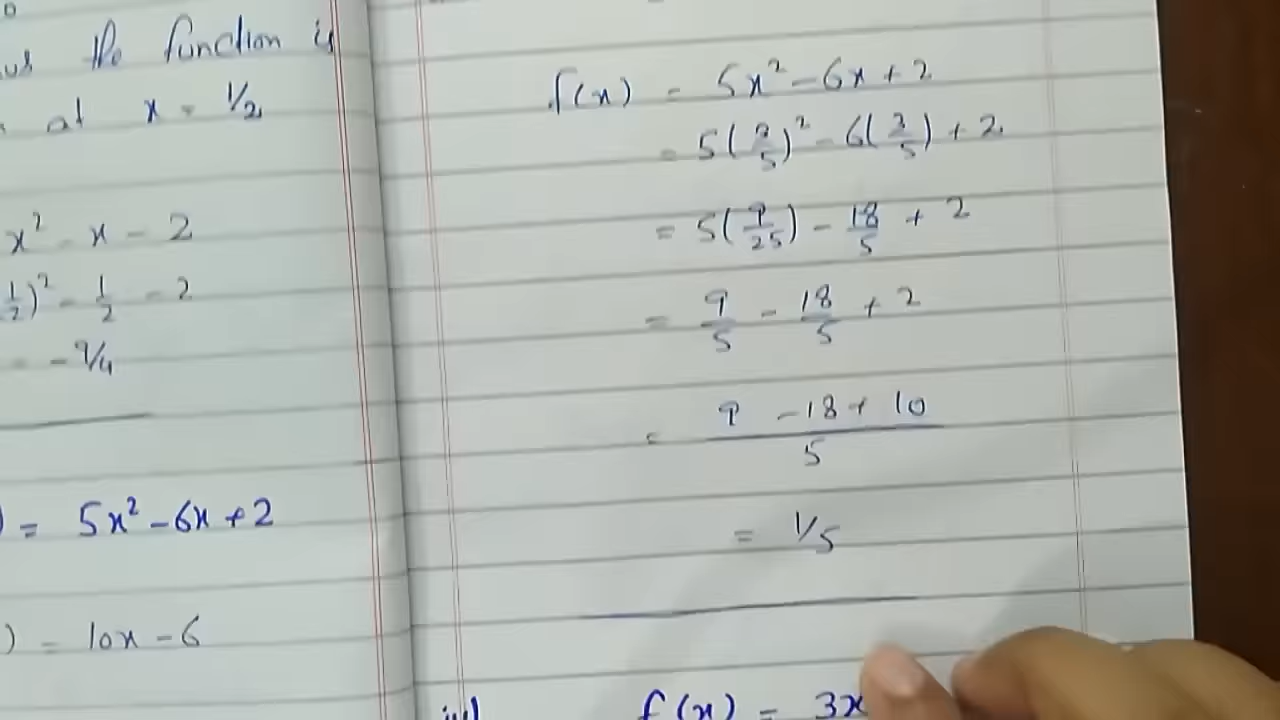 the function is
at x = 1/2
x² - x - 2
1/2)² - 1/2 - 2
= - 9/4
) = 5x² - 6x + 2
) = 10x - 6
f(x) = 5x² - 6x + 2
= 5(3/5)² - 6(3/5) + 2
= 5(9/25) - 18/5 + 2
= 9/5 - 18/5 + 2
= 9 - 18 + 10 / 5
= 1/5
f(x) = 3x